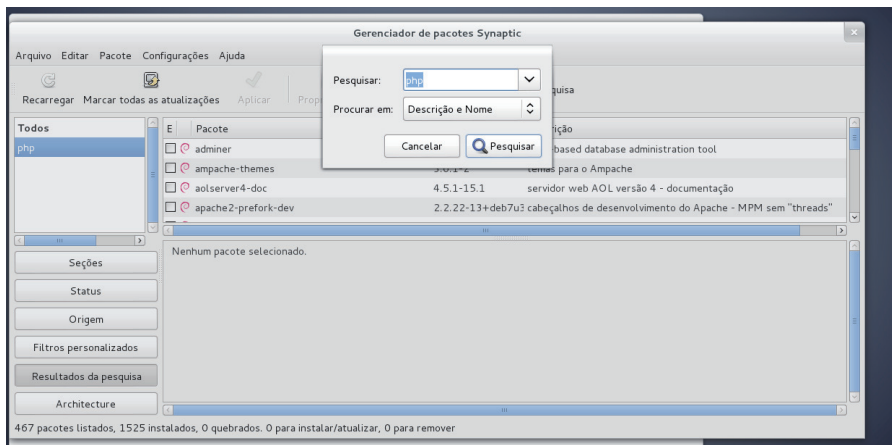 Gerenciador de pacotes Synaptic
Arquivo Editar Pacote Configurações Ajuda
Recarregar Marcar todas as atualizações Aplicar Prop
Pesquisar: php
Procurar em: Descrição e Nome
Cancelar Pesquisar
quisa
Todos
php
E Pacote ição
adminer based database administration tool
ampache-themes temas para o Ampache
aolserver4-doc 4.5.1-15.1 servidor web AOL versão 4 - documentação
apache2-prefork-dev 2.2.22-13+deb7u3 cabeçalhos de desenvolvimento do Apache - MPM sem "threads"
Nenhum pacote selecionado.
Seções
Status
Origem
Filtros personalizados
Resultados da pesquisa
Architecture
467 pacotes listados, 1525 instalados, 0 quebrados. 0 para instalar/atualizar, 0 para remover